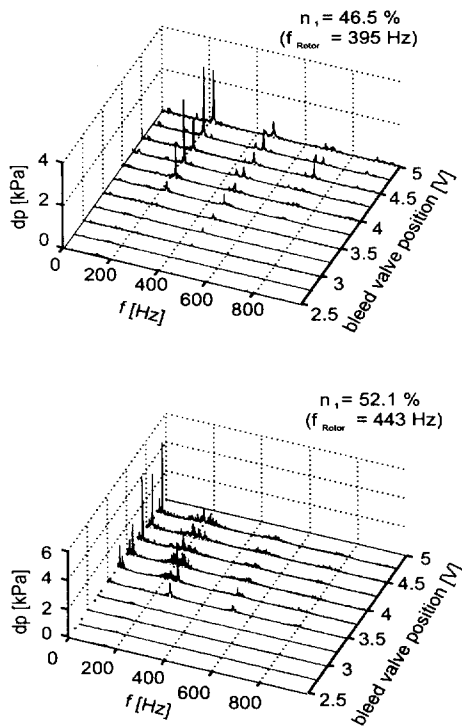 n₁= 46.5 %
(f Rotor = 395 Hz)
4
2
0
dp [kPa]
0
200
400
600
800
f [Hz]
2.5
3
3.5
4
4.5
5
bleed valve position [V]
n₁= 52.1 %
(f Rotor = 443 Hz)
6
4
2
0
dp [kPa]
0
200
400
600
800
f [Hz]
2.5
3
3.5
4
4.5
5
bleed valve position [V]